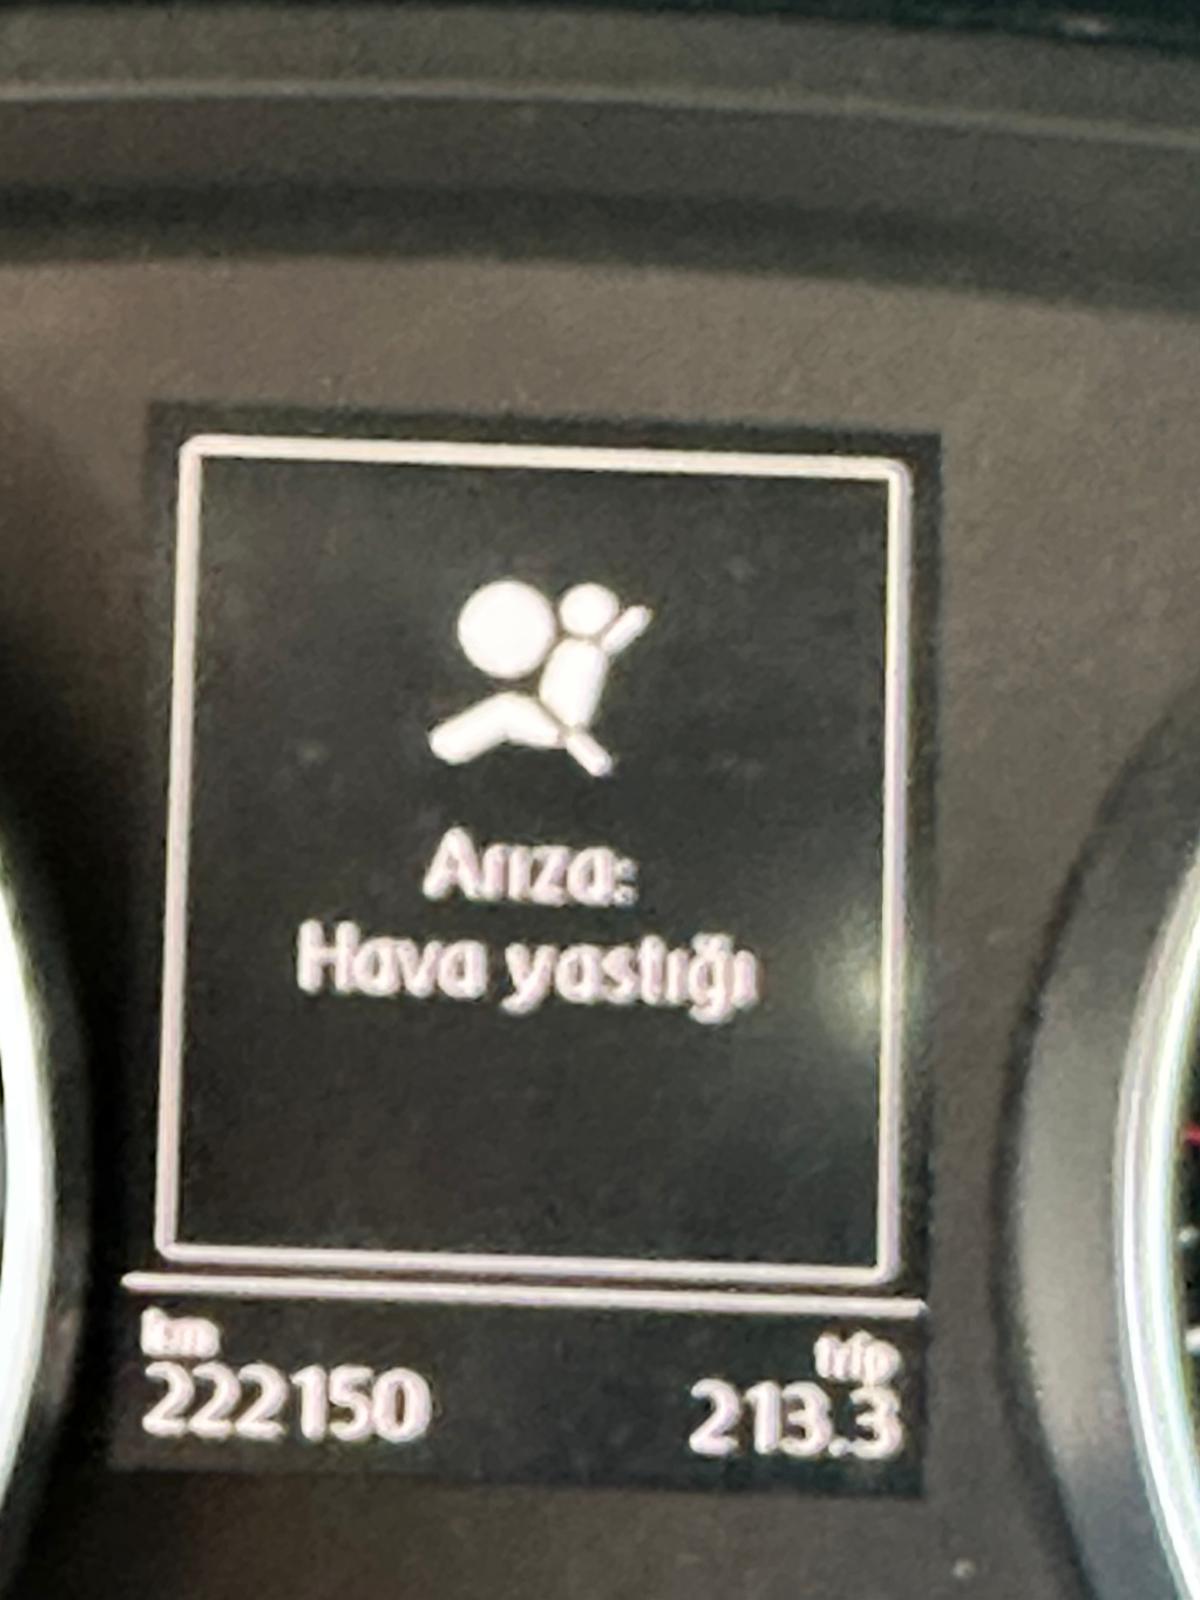 Arıza:
Hava yastığı
km
trip
222150
213.3